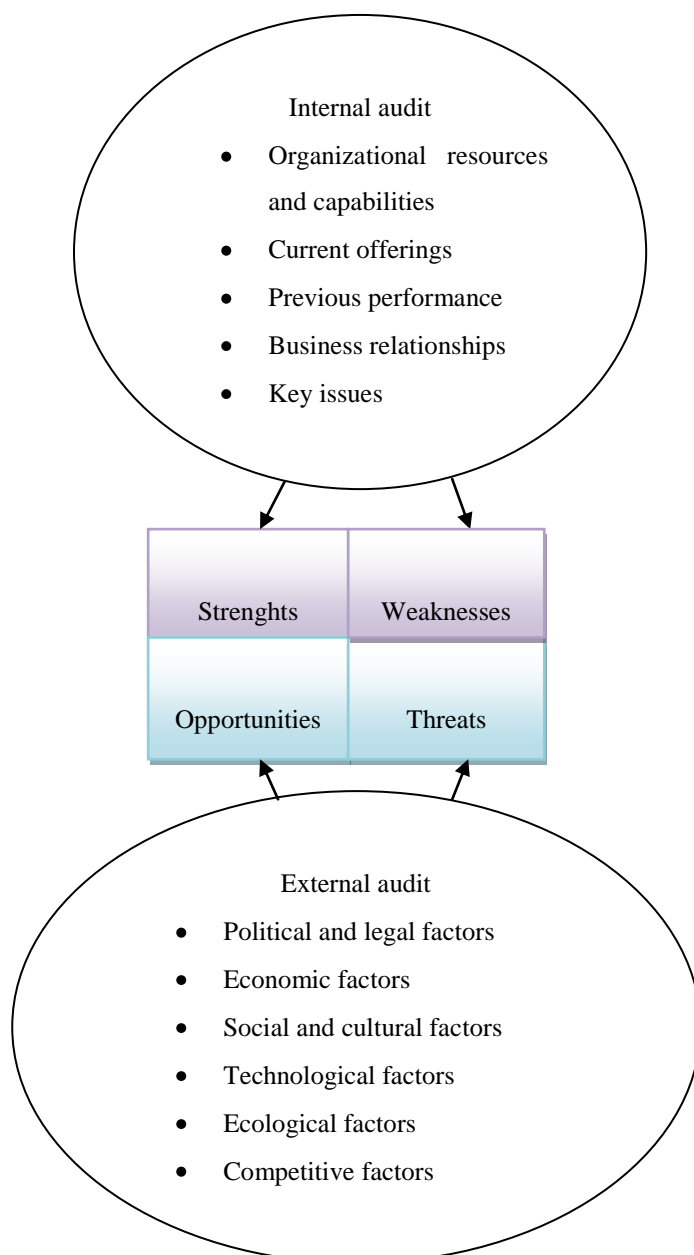 Internal audit
• Organizational resources
and capabilities
• Current offerings
• Previous performance
• Business relationships
• Key issues
Strenghts Weaknesses
Opportunities Threats
External audit
• Political and legal factors
• Economic factors
• Social and cultural factors
• Technological factors
• Ecological factors
• Competitive factors